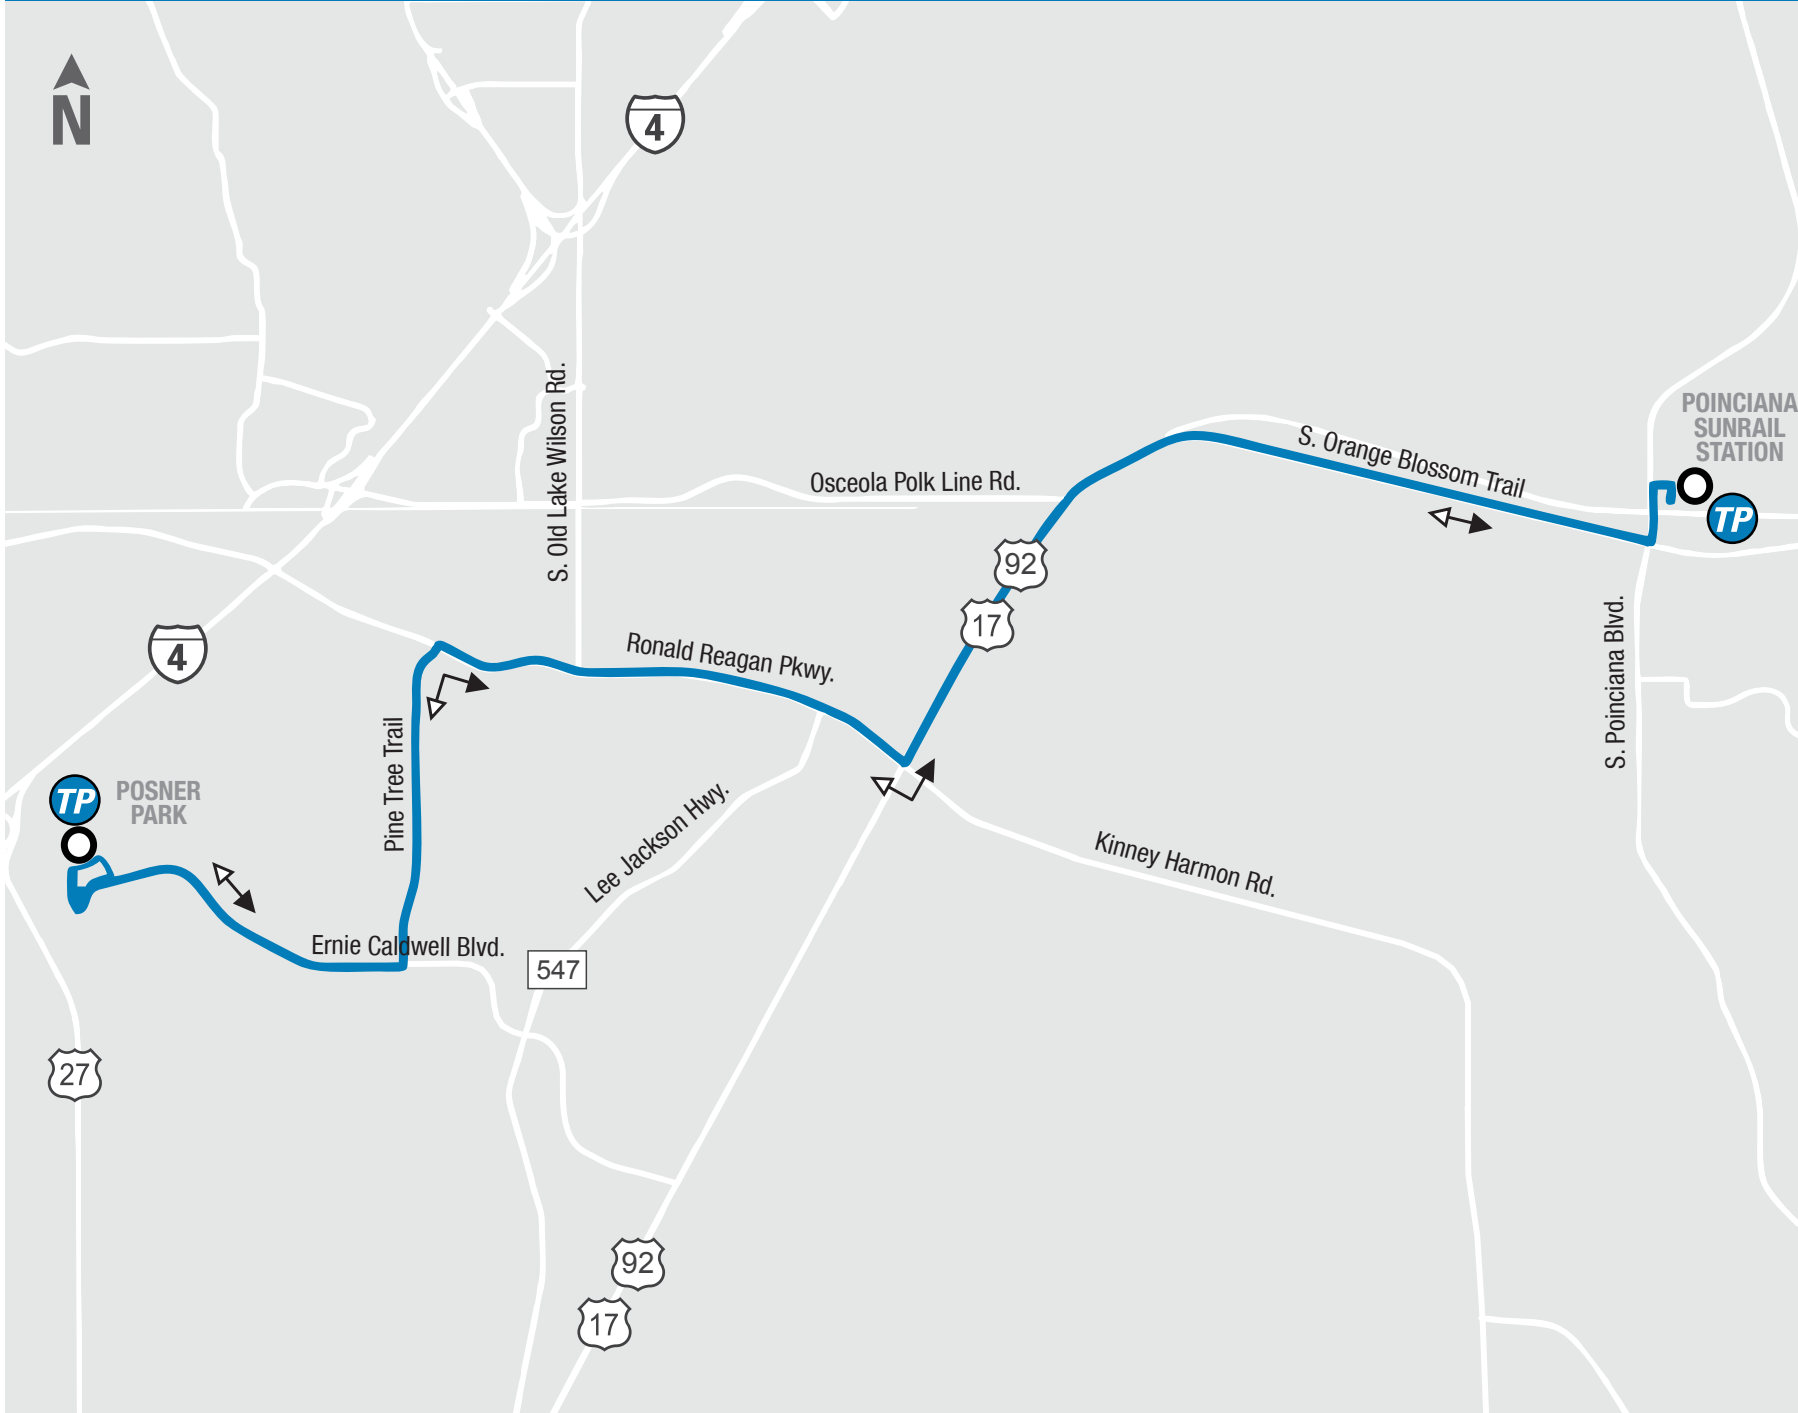 N
4
S. Old Lake Wilson Rd.
POINCIANA
SUNRAIL
STATION
S. Orange Blossom Trail
Osceola Polk Line Rd.
TP
92
17
4
Ronald Reagan Pkwy.
S. Poinciana Blvd.
Pine Tree Trail
TP
POSNER
PARK
Lee Jackson Hwy.
Kinney Harmon Rd.
Ernie Caldwell Blvd.
547
27
92
17